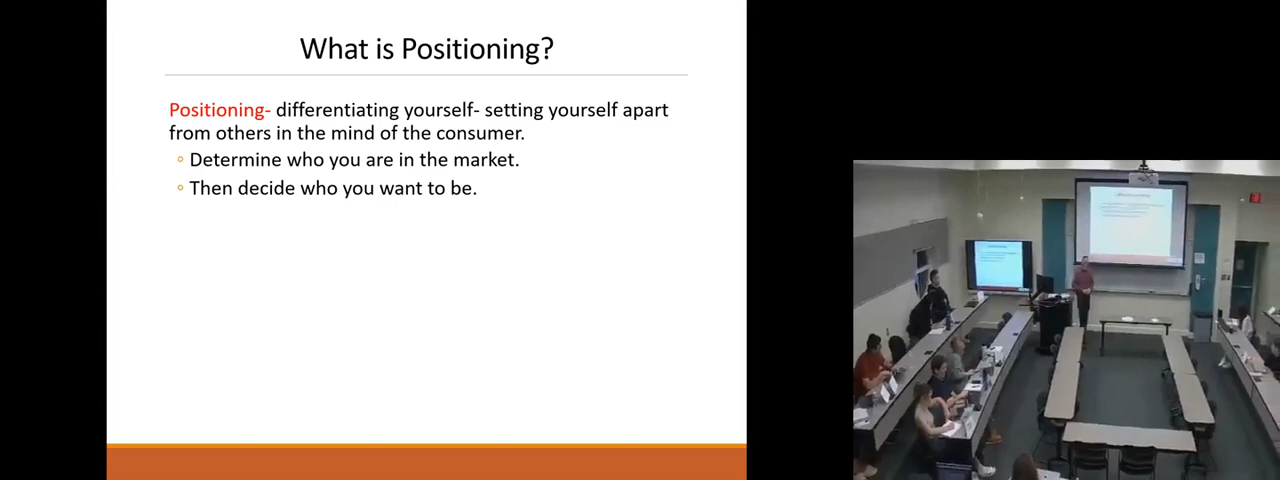 What is Positioning?
Positioning- differentiating yourself- setting yourself apart
from others in the mind of the consumer.
◦ Determine who you are in the market.
◦ Then decide who you want to be.